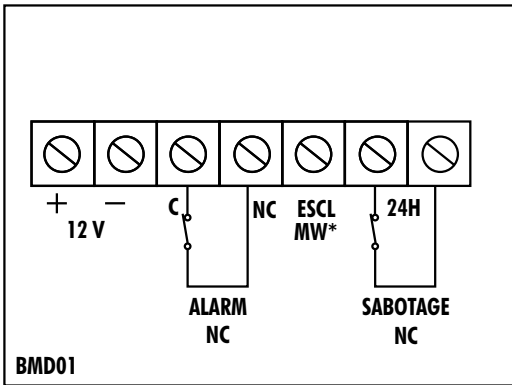 + − C NC ESCL 24H
12 V MW*
ALARM SABOTAGE
NC NC
BMD01